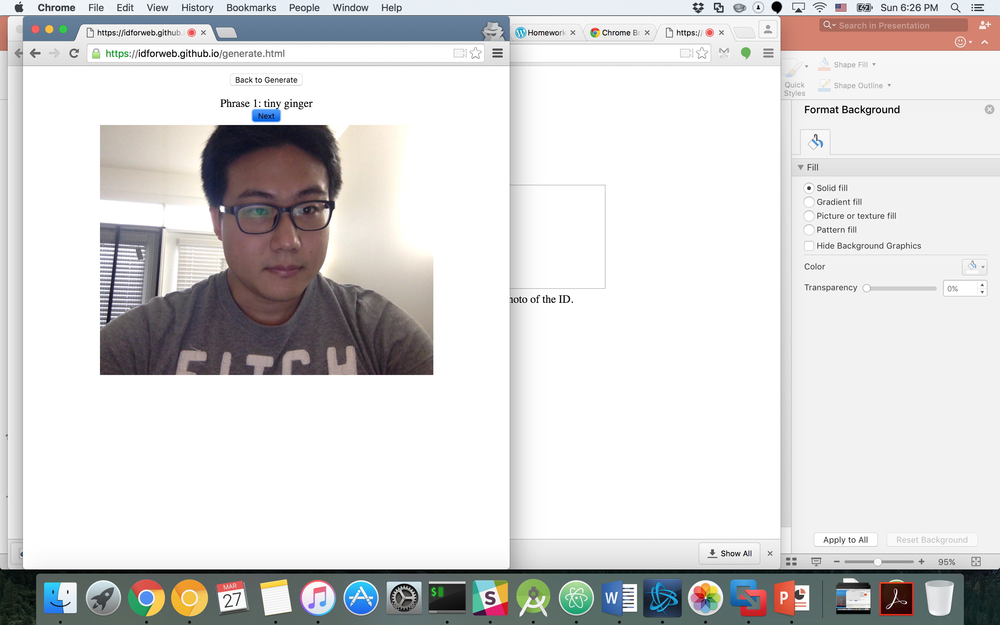 Chrome File Edit View History Bookmarks People Window Help Sun 6:26 PM
https://idforweb.github.i
Homework
Chrome Br
https://
Search in Presentation
https://idforweb.github.io/generate.html
diff
Back to Generate
Phrase 1: tiny ginger
Next
FITCH
hoto of the ID.
Quick Styles
Shape Fill
Shape Outline
Format Background
Fill
Solid fill
Gradient fill
Picture or texture fill
Pattern fill
Hide Background Graphics
Color
Transparency 0%
Apply to All Reset Background
Show All
95%
MAR
27
$
S
W
P